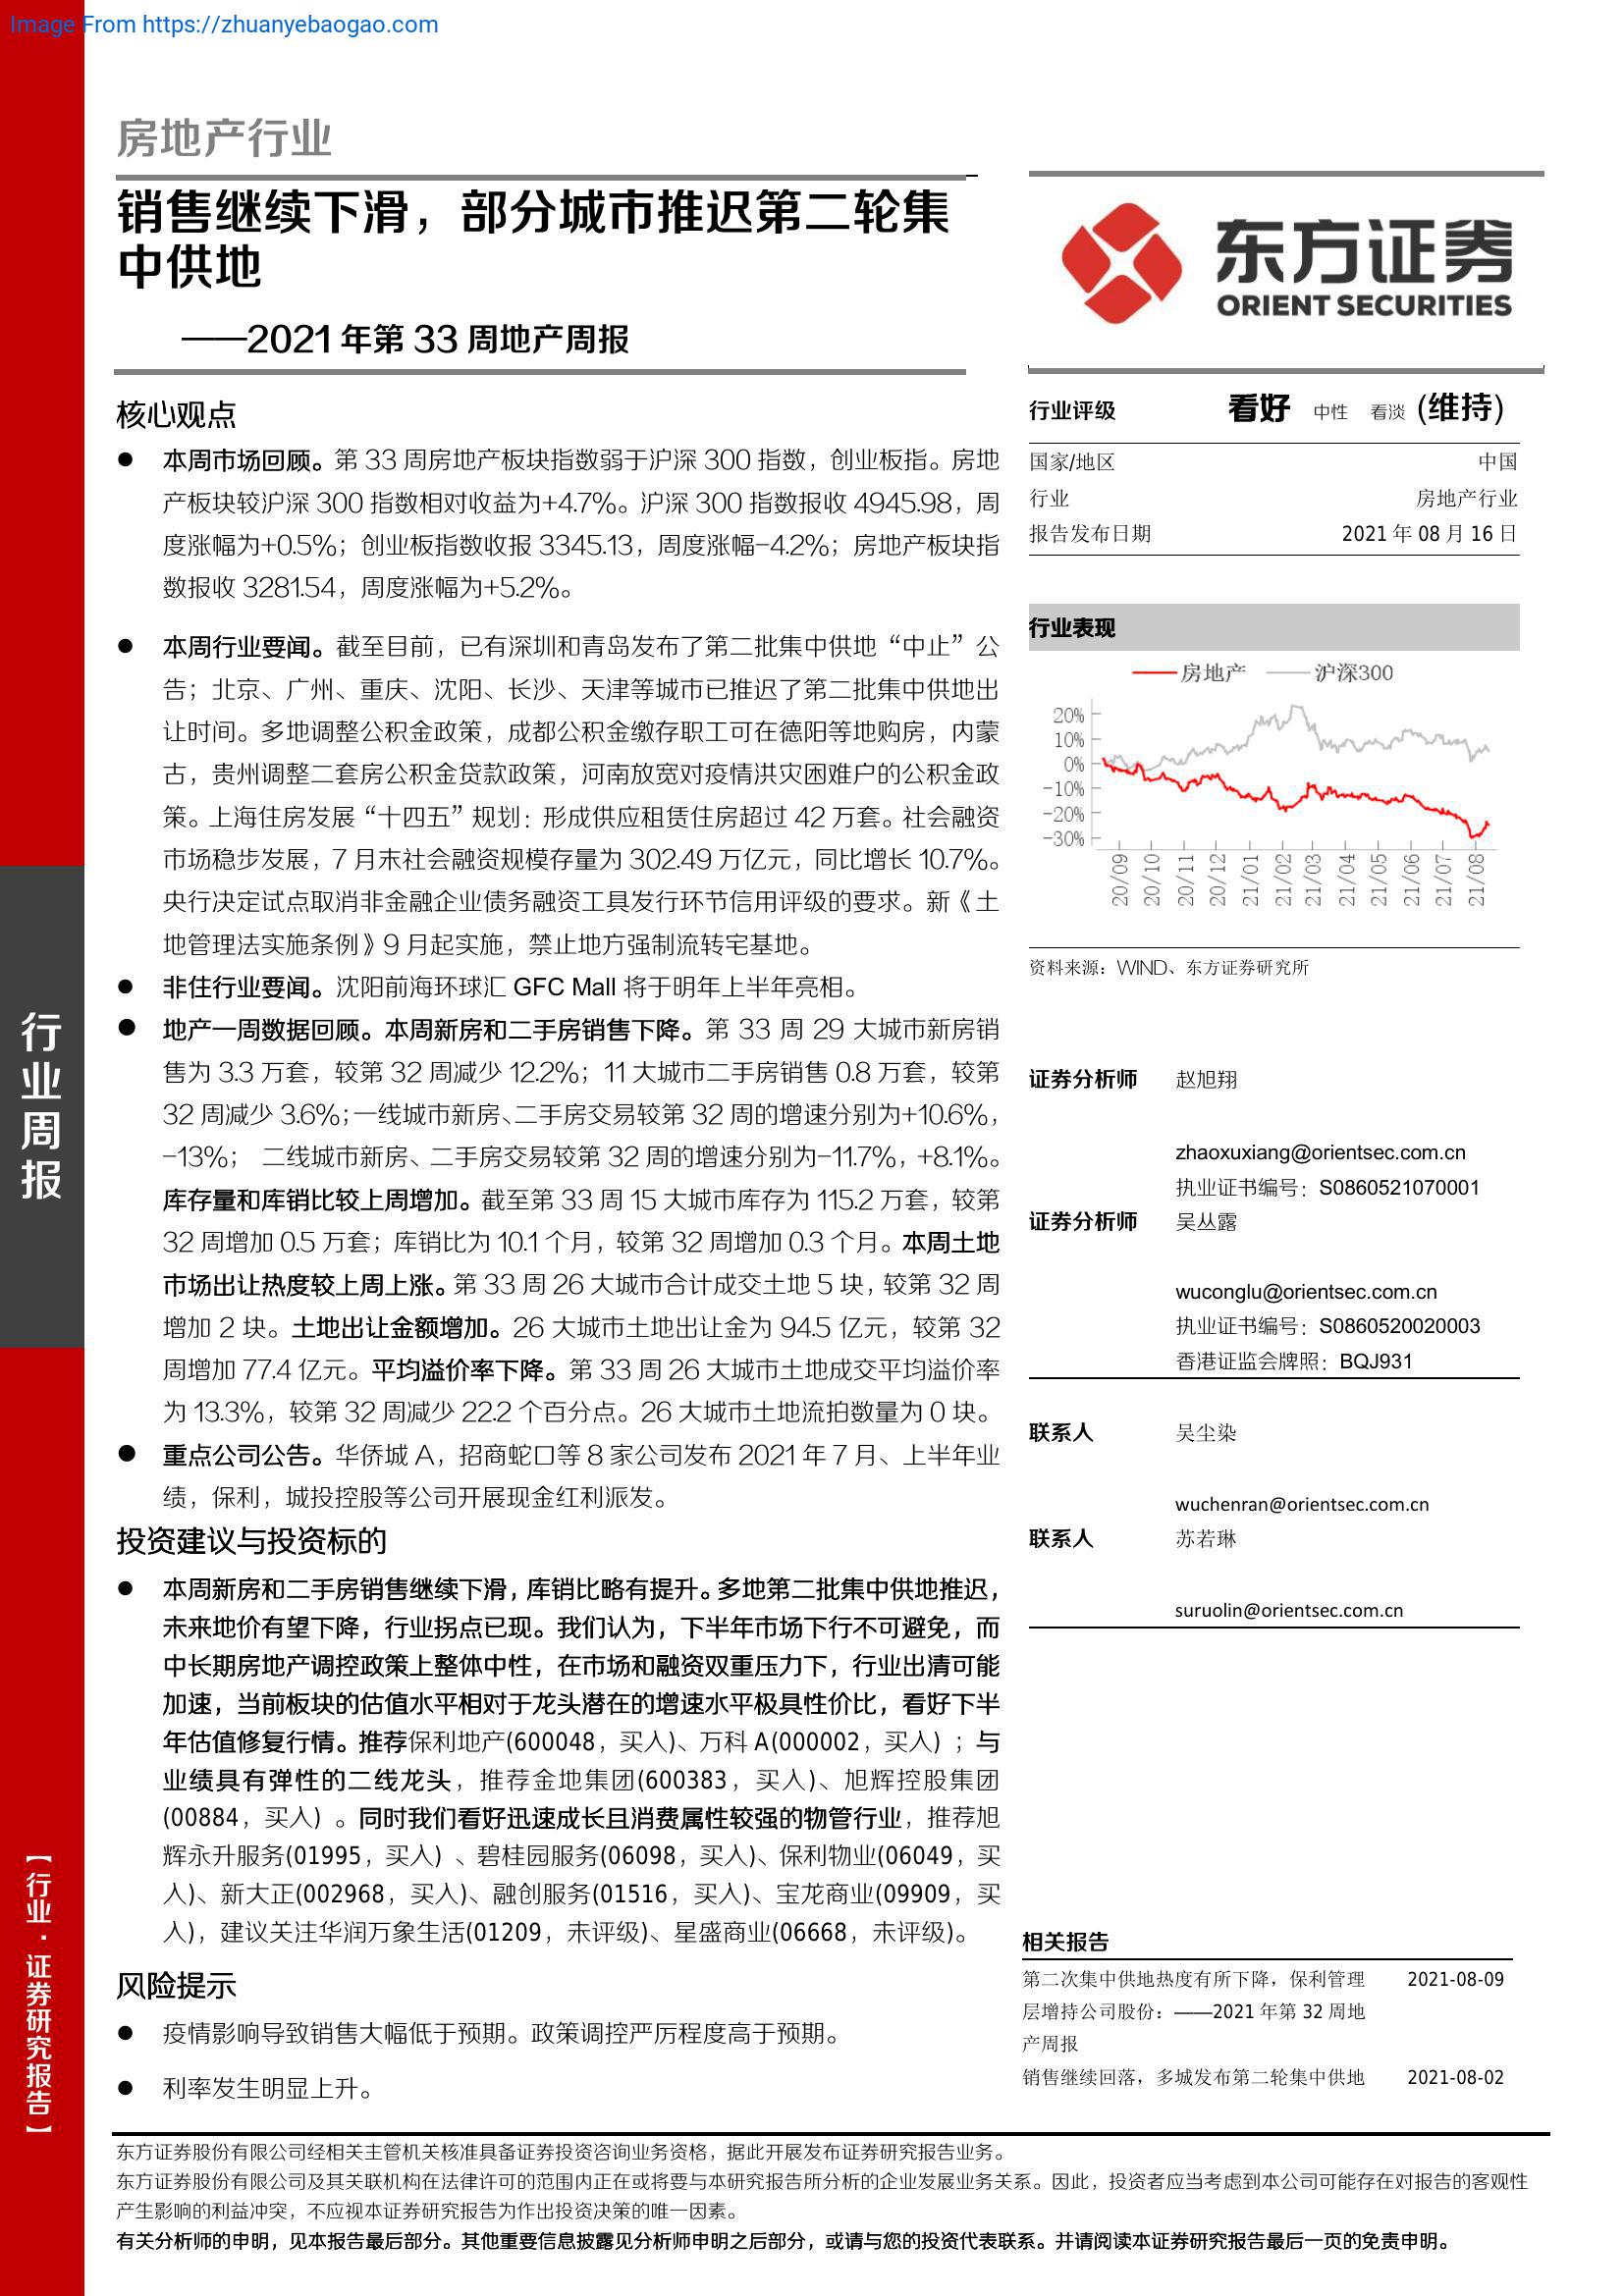 Image From https://zhuanyebaogao.com
房地产行业
销售继续下滑，部分城市推迟第二轮集
中供地
——2021 年第 33 周地产周报
核心观点
● 本周市场回顾。第 33 周房地产板块指数弱于沪深 300 指数，创业板指。房地
产板块较沪深 300 指数相对收益为+4.7%。沪深 300 指数报收 4945.98，周
度涨幅为+0.5%；创业板指数收报 3345.13，周度涨幅-4.2%；房地产板块指
数报收 3281.54，周度涨幅为+5.2%。
● 本周行业要闻。截至目前，已有深圳和青岛发布了第二批集中供地“中止”公
告；北京、广州、重庆、沈阳、长沙、天津等城市已推迟了第二批集中供地出
让时间。多地调整公积金政策，成都公积金缴存职工可在德阳等地购房，内蒙
古，贵州调整二套房公积金贷款政策，河南放宽对疫情洪灾困难户的公积金政
策。上海住房发展“十四五”规划：形成供应租赁住房超过 42 万套。社会融资
市场稳步发展，7 月末社会融资规模存量为 302.49 万亿元，同比增长 10.7%。
央行决定试点取消非金融企业债务融资工具发行环节信用评级的要求。新《土
地管理法实施条例》9 月起实施，禁止地方强制流转宅基地。
● 非住行业要闻。沈阳前海环球汇 GFC Mall 将于明年上半年亮相。
● 地产一周数据回顾。本周新房和二手房销售下降。第 33 周 29 大城市新房销
售为 3.3 万套，较第 32 周减少 12.2%；11 大城市二手房销售 0.8 万套，较第
32 周减少 3.6%；一线城市新房、二手房交易较第 32 周的增速分别为+10.6%，
-13%； 二线城市新房、二手房交易较第 32 周的增速分别为-11.7%，+8.1%。
库存量和库销比较上周增加。截至第 33 周 15 大城市库存为 115.2 万套，较第
32 周增加 0.5 万套；库销比为 10.1 个月，较第 32 周增加 0.3 个月。本周土地
市场出让热度较上周上涨。第 33 周 26 大城市合计成交土地 5 块，较第 32 周
增加 2 块。土地出让金额增加。26 大城市土地出让金为 94.5 亿元，较第 32
周增加 77.4 亿元。平均溢价率下降。第 33 周 26 大城市土地成交平均溢价率
为 13.3%，较第 32 周减少 22.2 个百分点。26 大城市土地流拍数量为 0 块。
● 重点公司公告。华侨城 A，招商蛇口等 8 家公司发布 2021 年 7 月、上半年业
绩，保利，城投控股等公司开展现金红利派发。
投资建议与投资标的
● 本周新房和二手房销售继续下滑，库销比略有提升。多地第二批集中供地推迟，
未来地价有望下降，行业拐点已现。我们认为，下半年市场下行不可避免，而
中长期房地产调控政策上整体中性，在市场和融资双重压力下，行业出清可能
加速，当前板块的估值水平相对于龙头潜在的增速水平极具性价比，看好下半
年估值修复行情。推荐保利地产(600048，买入)、万科 A(000002，买入) ；与
业绩具有弹性的二线龙头，推荐金地集团(600383，买入)、旭辉控股集团
(00884，买入) 。同时我们看好迅速成长且消费属性较强的物管行业，推荐旭
辉永升服务(01995，买入) 、碧桂园服务(06098，买入)、保利物业(06049，买
入)、新大正(002968，买入)、融创服务(01516，买入)、宝龙商业(09909，买
入)，建议关注华润万象生活(01209，未评级)、星盛商业(06668，未评级)。
风险提示
● 疫情影响导致销售大幅低于预期。政策调控严厉程度高于预期。
● 利率发生明显上升。
东方证券
ORIENT SECURITIES
行业评级 看好 中性 看淡 (维持)
国家/地区 中国
行业 房地产行业
报告发布日期 2021 年 08 月 16 日
行业表现
房地产 沪深300
20%
10%
0%
-10%
-20%
-30%
20/09 20/10 20/11 20/12 21/01 21/02 21/03 21/04 21/05 21/06 21/07 21/08
资料来源：WIND、东方证券研究所
证券分析师 赵旭翔
zhaoxuxiang@orientsec.com.cn
执业证书编号：S0860521070001
证券分析师 吴丛露
wuconglu@orientsec.com.cn
执业证书编号：S0860520020003
香港证监会牌照：BQJ931
联系人 吴尘染
wuchenran@orientsec.com.cn
联系人 苏若琳
suruolin@orientsec.com.cn
相关报告
第二次集中供地热度有所下降，保利管理 2021-08-09
层增持公司股份：——2021 年第 32 周地
产周报
销售继续回落，多城发布第二轮集中供地 2021-08-02
行业周报
【行业·证券研究报告】
东方证券股份有限公司经相关主管机关核准具备证券投资咨询业务资格，据此开展发布证券研究报告业务。
东方证券股份有限公司及其关联机构在法律许可的范围内正在或将要与本研究报告所分析的企业发展业务关系。因此，投资者应当考虑到本公司可能存在对报告的客观性
产生影响的利益冲突，不应视本证券研究报告为作出投资决策的唯一因素。
有关分析师的申明，见本报告最后部分。其他重要信息披露见分析师申明之后部分，或请与您的投资代表联系。并请阅读本证券研究报告最后一页的免责申明。